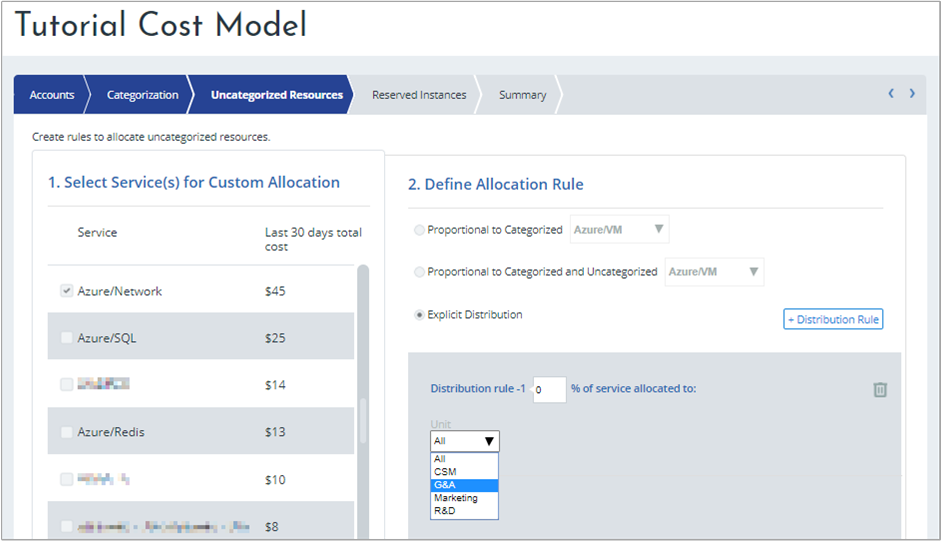 Tutorial Cost Model
Accounts
Categorization
Uncategorized Resources
Reserved Instances
Summary
Create rules to allocate uncategorized resources.
1. Select Service(s) for Custom Allocation
Service
Last 30 days total
cost
Azure/Network $45
Azure/SQL $25
$14
Azure/Redis $13
$10
$8
2. Define Allocation Rule
Proportional to Categorized Azure/VM
Proportional to Categorized and Uncategorized Azure/VM
Explicit Distribution
+ Distribution Rule
Distribution rule -1 0 % of service allocated to:
Unit
All
All
CSM
G&A
Marketing
R&D